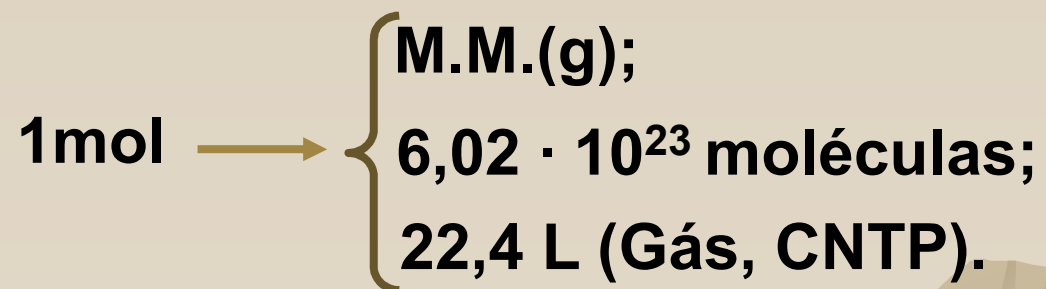 M.M.(g);
1mol → 6,02 · 10²³ moléculas;
22,4 L (Gás, CNTP).